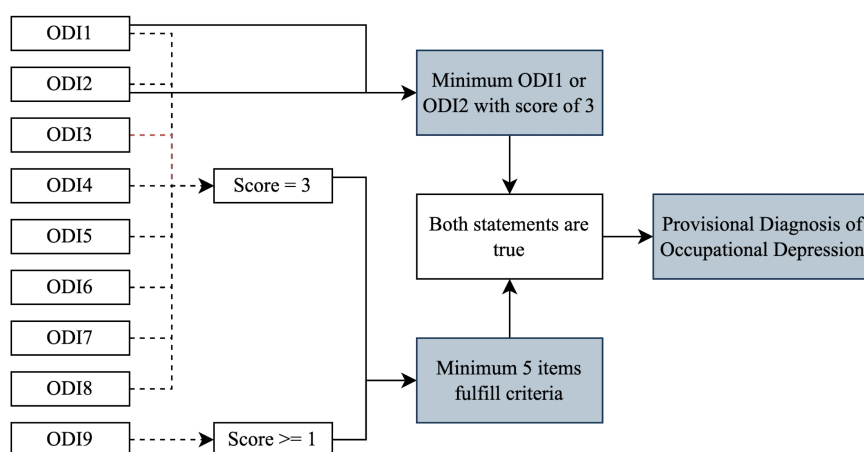 ODI1
ODI2
ODI3
ODI4
ODI5
ODI6
ODI7
ODI8
ODI9
Score = 3
Score >= 1
Minimum ODI1 or
ODI2 with score of 3
Both statements are
true
Minimum 5 items
fulfill criteria
Provisional Diagnosis of
Occupational Depression